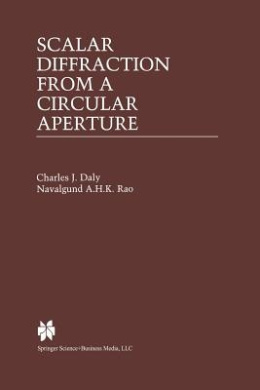 SCALAR
DIFFRACTION
FROM A
CIRCULAR
APERTURE
Charles J. Daly
Navalgund A.H.K. Rao
Springer Science+Business Media, LLC